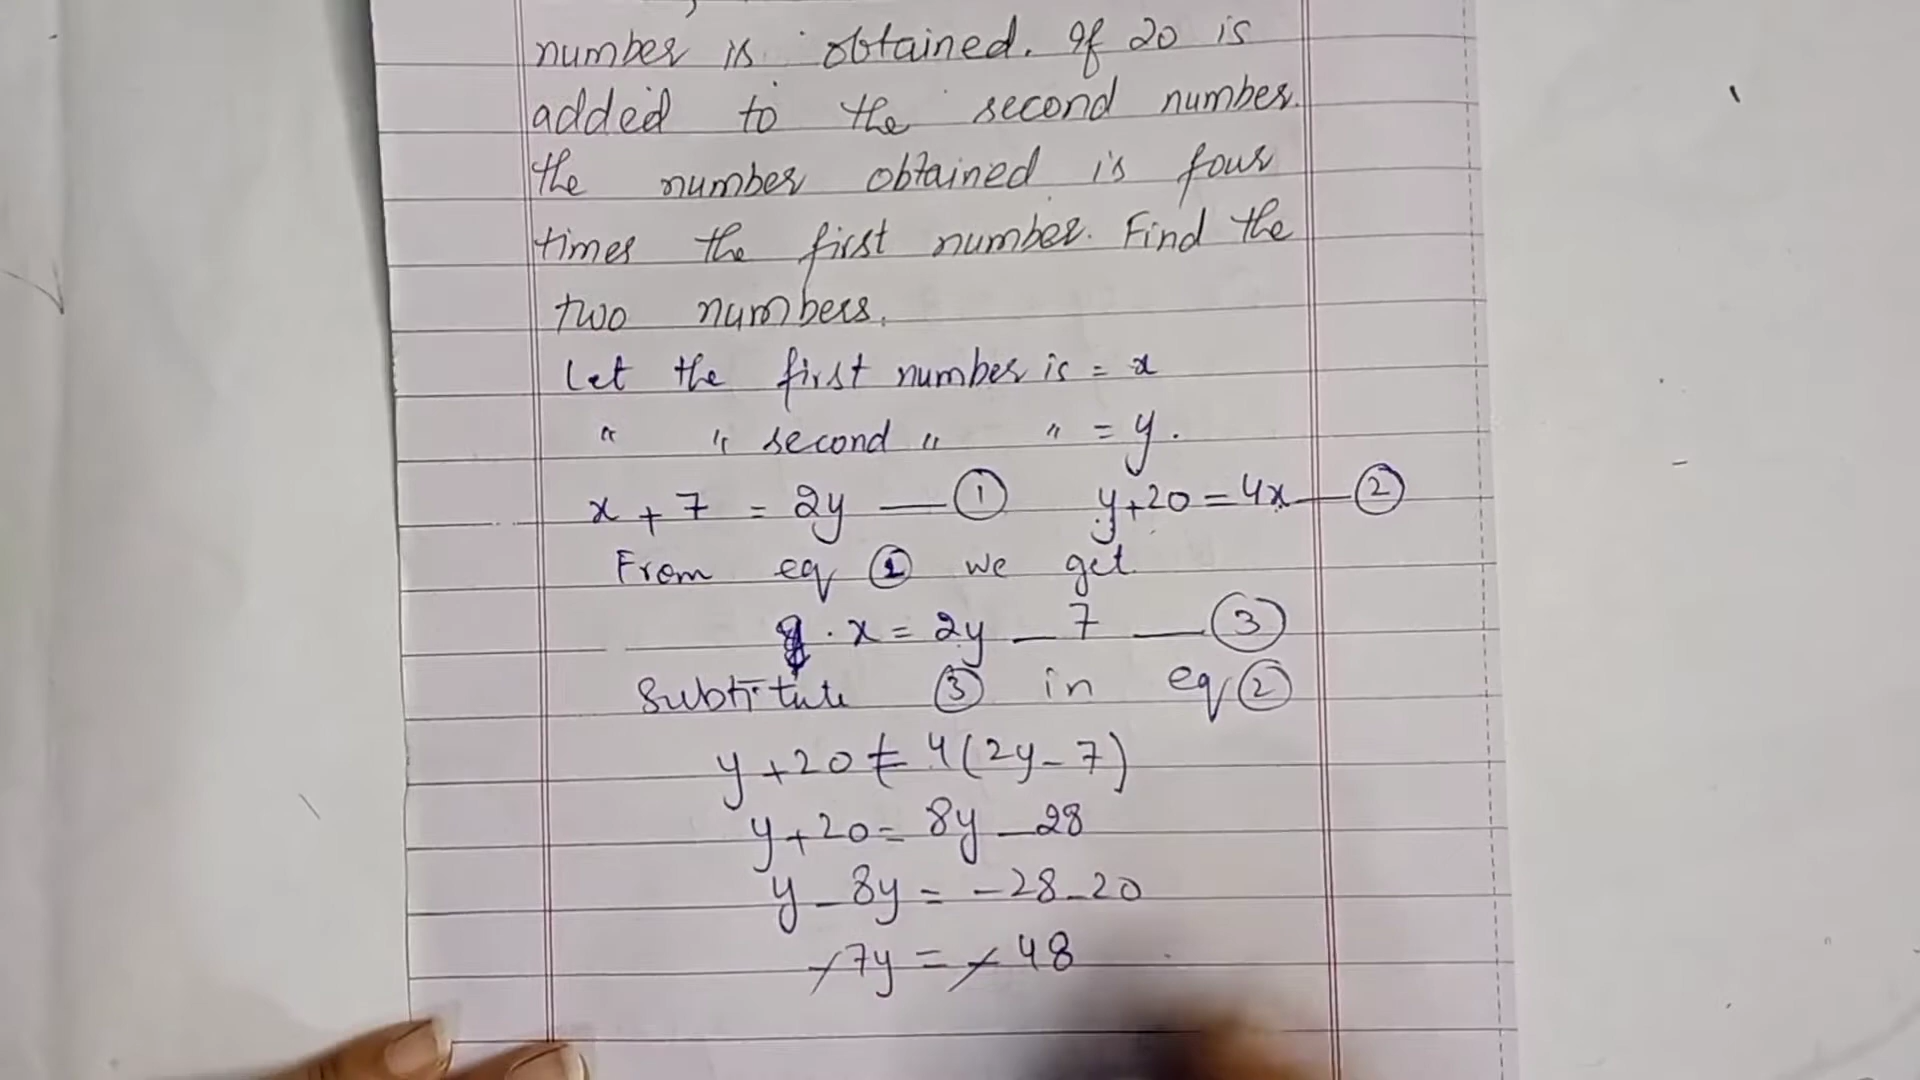 number is obtained. If 20 is
added to the second number
the number obtained is four
times the first number. Find the
two numbers.
Let the first number is = x
" " second " " = y.
x + 7 = 2y — ① y+20 = 4x — ②
From eq ① we get
x = 2y - 7 — ③
Substitute ③ in eq ②
y + 20 = 4(2y - 7)
y + 20 = 8y - 28
y - 8y = -28 - 20
-7y = -48